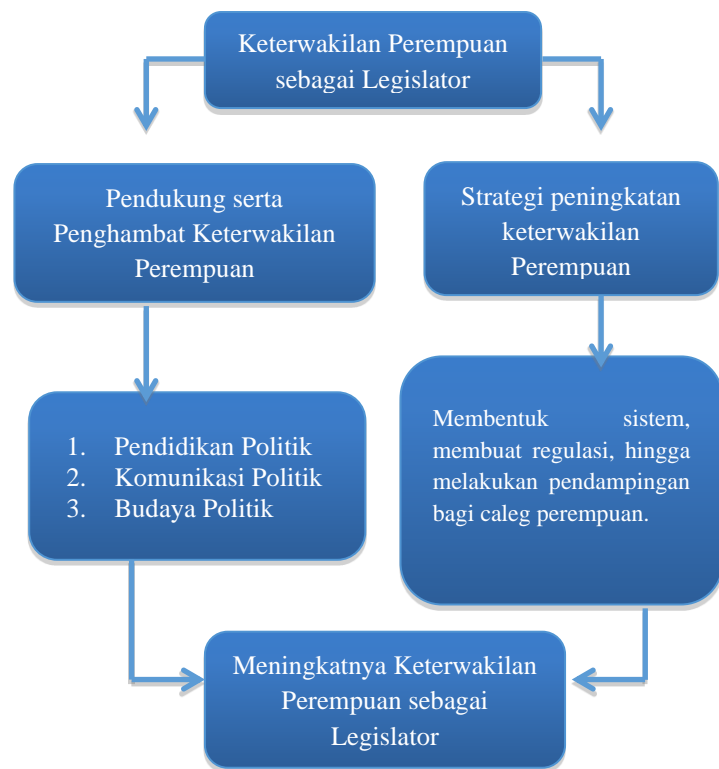 Keterwakilan Perempuan
sebagai Legislator
Pendukung serta
Penghambat Keterwakilan
Perempuan
Strategi peningkatan
keterwakilan
Perempuan
1. Pendidikan Politik
2. Komunikasi Politik
3. Budaya Politik
Membentuk sistem,
membuat regulasi, hingga
melakukan pendampingan
bagi caleg perempuan.
Meningkatnya Keterwakilan
Perempuan sebagai
Legislator